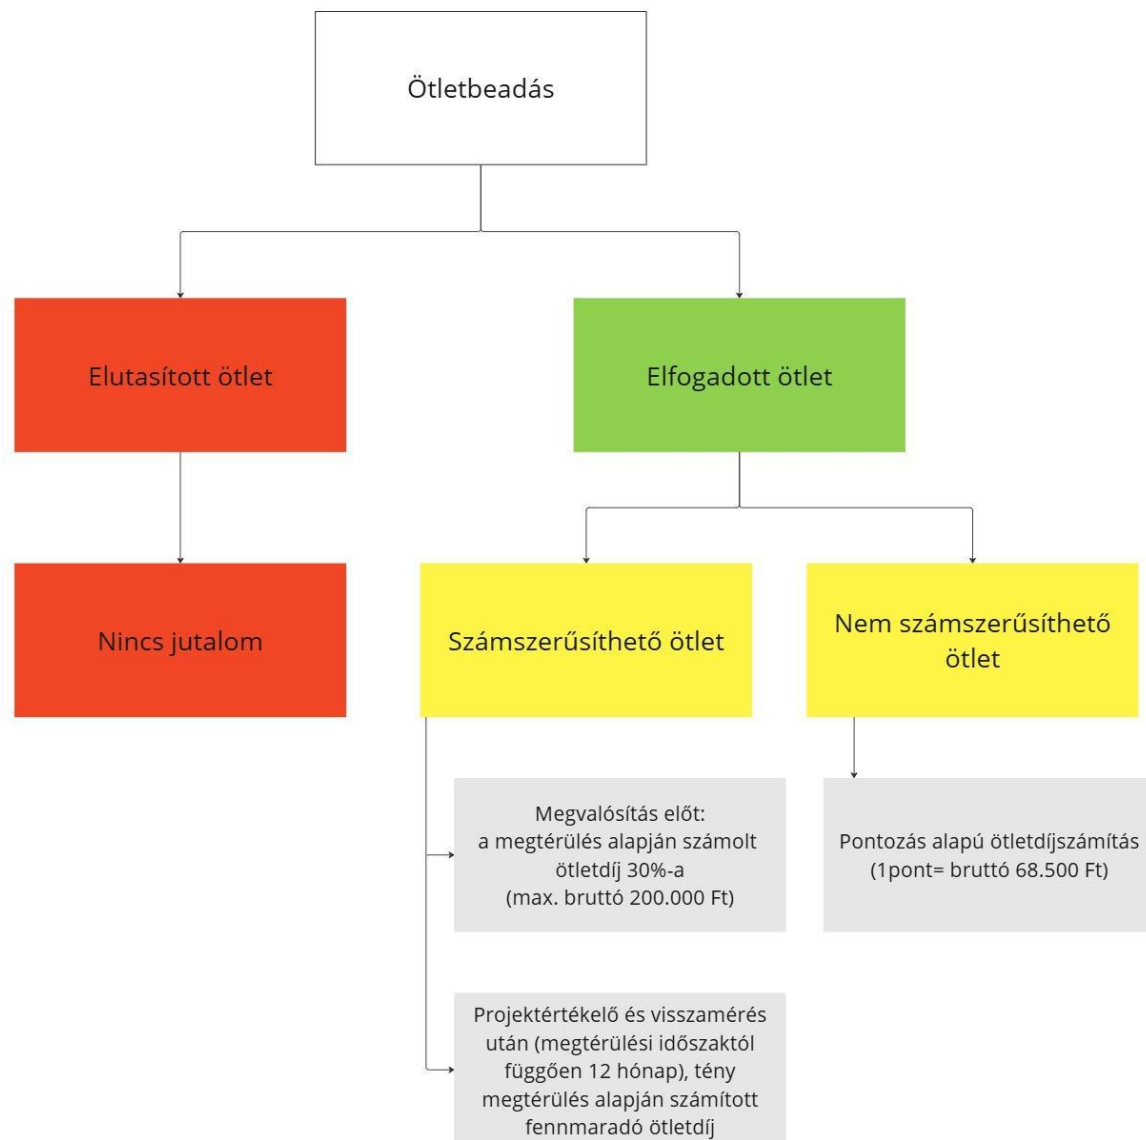 Ötletbeadás
Elutasított ötlet
Elfogadott ötlet
Nincs jutalom
Számszerűsíthető ötlet
Nem számszerűsíthető
ötlet
Megvalósítás előt:
a megtérülés alapján számolt
ötletdíj 30%-a
(max. bruttó 200.000 Ft)
Pontozás alapú ötletdíjszámítás
(1pont= bruttó 68.500 Ft)
Projektértékelő és visszamérés
után (megtérülési időszaktól
függően 12 hónap), tény
megtérülés alapján számított
fennmaradó ötletdíj